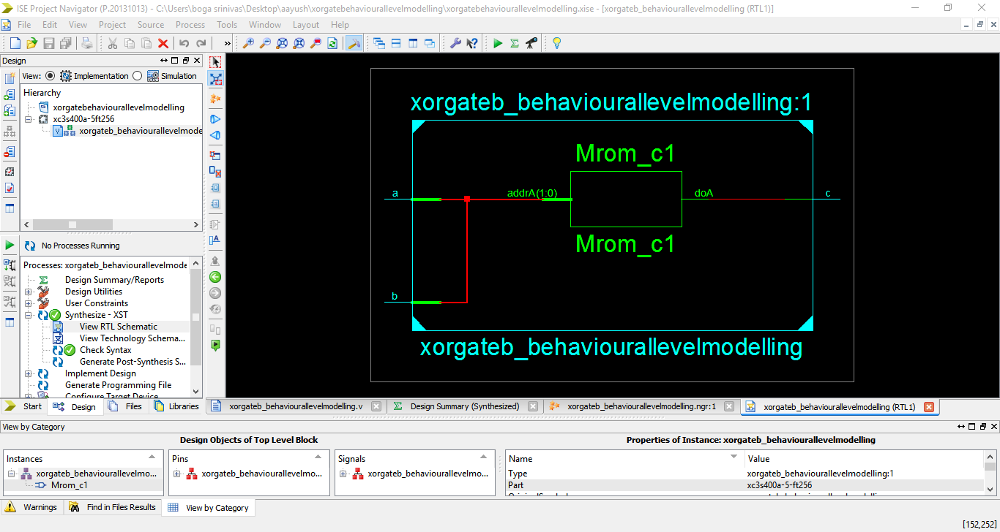 ISE Project Navigator (P.20131013) - C:\Users\boga srinivas\Desktop\aayush\xorgatebehaviourallevelmodelling\xorgatebehaviourallevelmodelling.xise - [xorgateb_behaviourallevelmodelling (RTL1)]
File Edit View Project Source Process Tools Window Layout Help
»
Design
View: Implementation Simulation
Hierarchy
xorgatebehaviourallevelmodelling
xc3s400a-5ft256
V xorgateb_behaviourallevelmode
No Processes Running
Processes: xorgateb_behaviourallevelmode
Design Summary/Reports
Design Utilities
User Constraints
Synthesize - XST
View RTL Schematic
View Technology Schema...
Check Syntax
Generate Post-Synthesis S...
Implement Design
Generate Programming File
Configure Target Device
Start Design Files Libraries
xorgateb_behaviourallevelmodelling:1
Mrom_c1
a addrA(1:0) doA c
Mrom_c1
b
xorgateb_behaviourallevelmodelling
xorgateb_behaviourallevelmodelling.v Design Summary (Synthesized) xorgateb_behaviourallevelmodelling.ngr:1 xorgateb_behaviourallevelmodelling (RTL1)
View by Category
Design Objects of Top Level Block Properties of Instance: xorgateb_behaviourallevelmodelling
Instances Pins Signals Name Value
xorgateb_behaviourallevelmo... xorgateb_behaviourallevelmo... xorgateb_behaviourallevelmo... Type xorgateb_behaviourallevelmodelling:1
Mrom_c1 Part xc3s400a-5-ft256
Warnings Find in Files Results View by Category
[152,252]